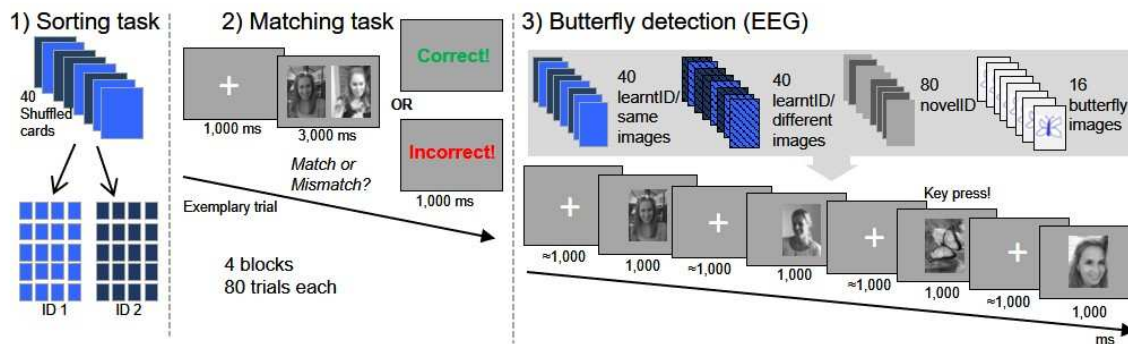 1) Sorting task
40
Shuffled
cards
ID 1
ID 2
2) Matching task
1,000 ms
3,000 ms
Match or
Mismatch?
Correct!
OR
Incorrect!
1,000 ms
Exemplary trial
4 blocks
80 trials each
3) Butterfly detection (EEG)
40
learntID/
same
images
40
learntID/
different
images
80
novelID
16
butterfly
images
Key press!
≈1,000
1,000
≈1,000
1,000
≈1,000
1,000
≈1,000
1,000
ms